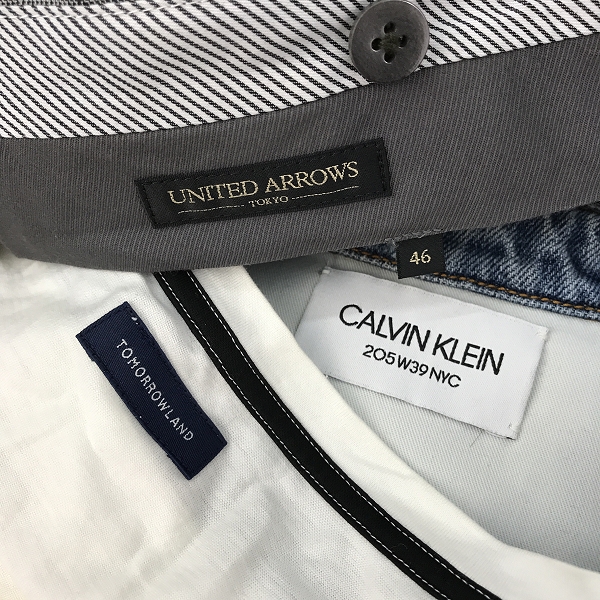 UNITED ARROWS
TOKYO
46
CALVIN KLEIN
205W39NYC
TOMORROWLAND